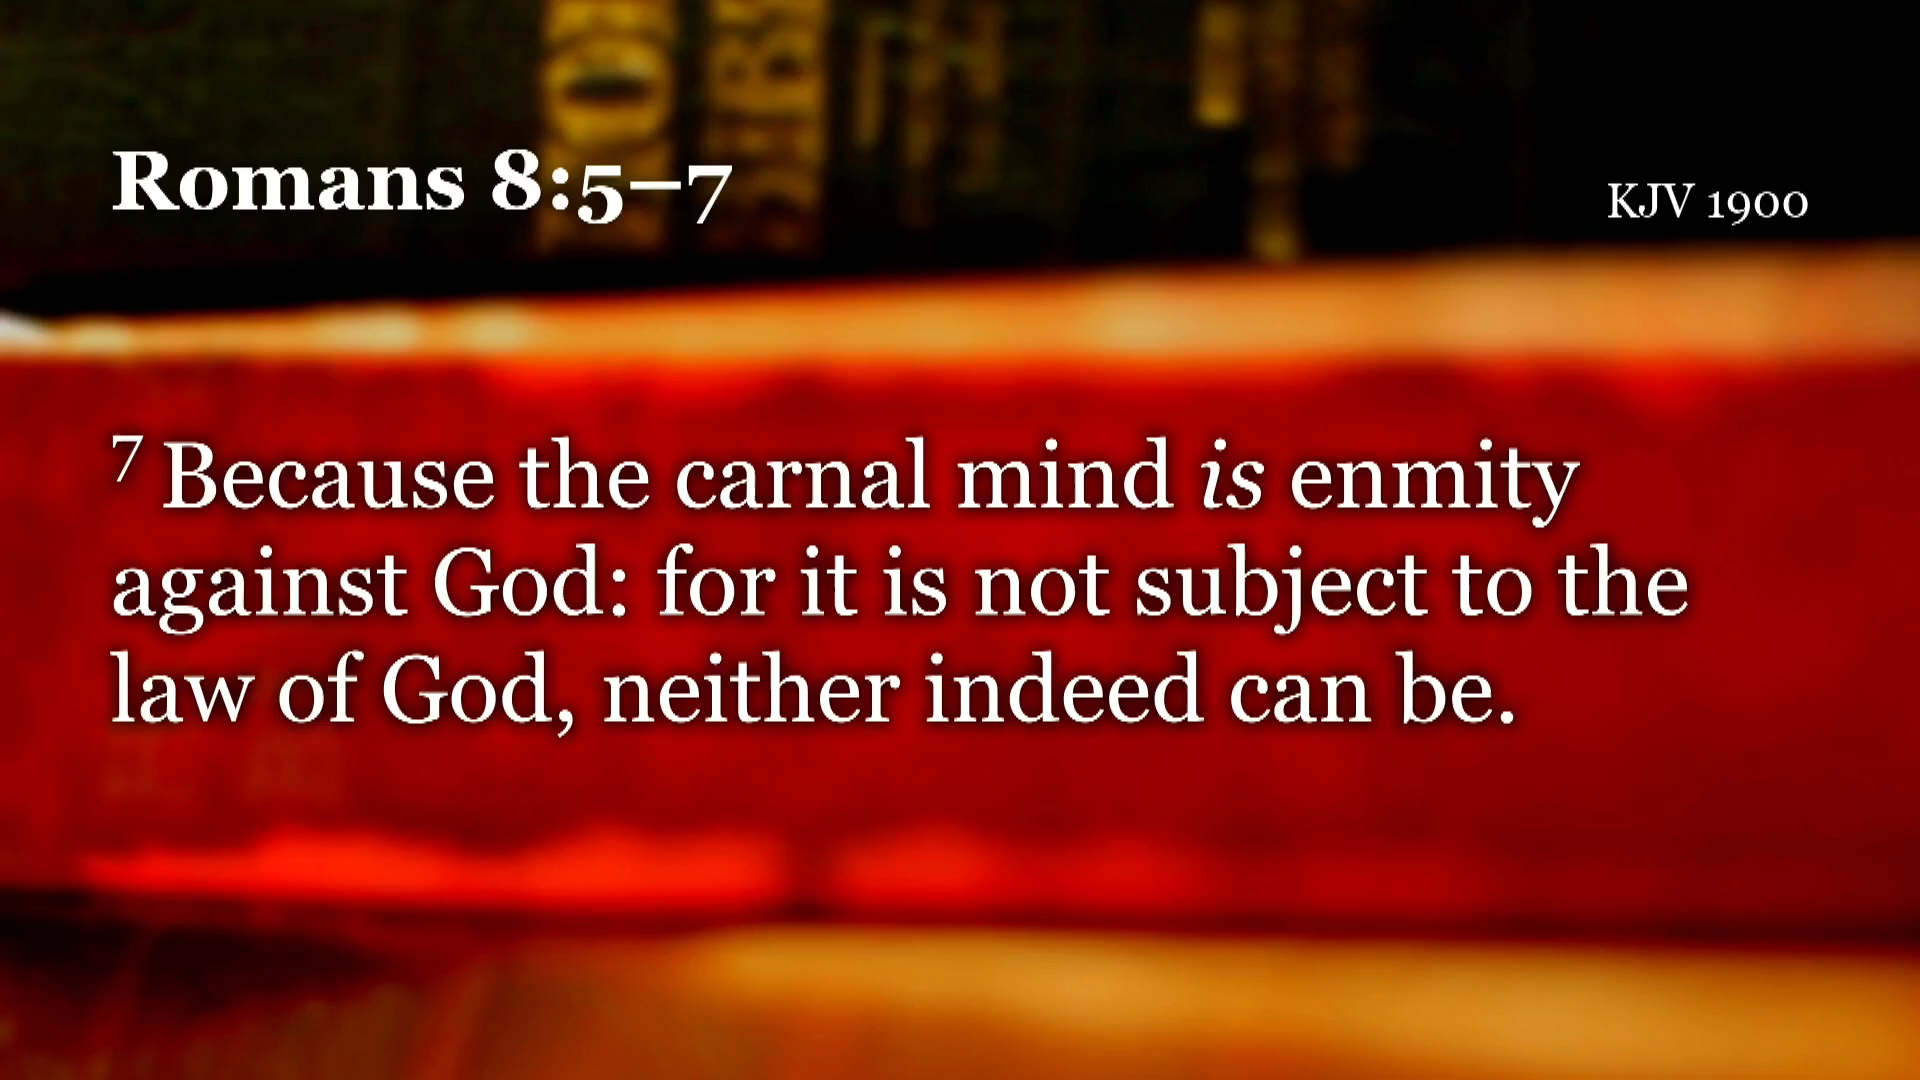 Romans 8:5–7
KJV 1900
7 Because the carnal mind is enmity
against God: for it is not subject to the
law of God, neither indeed can be.